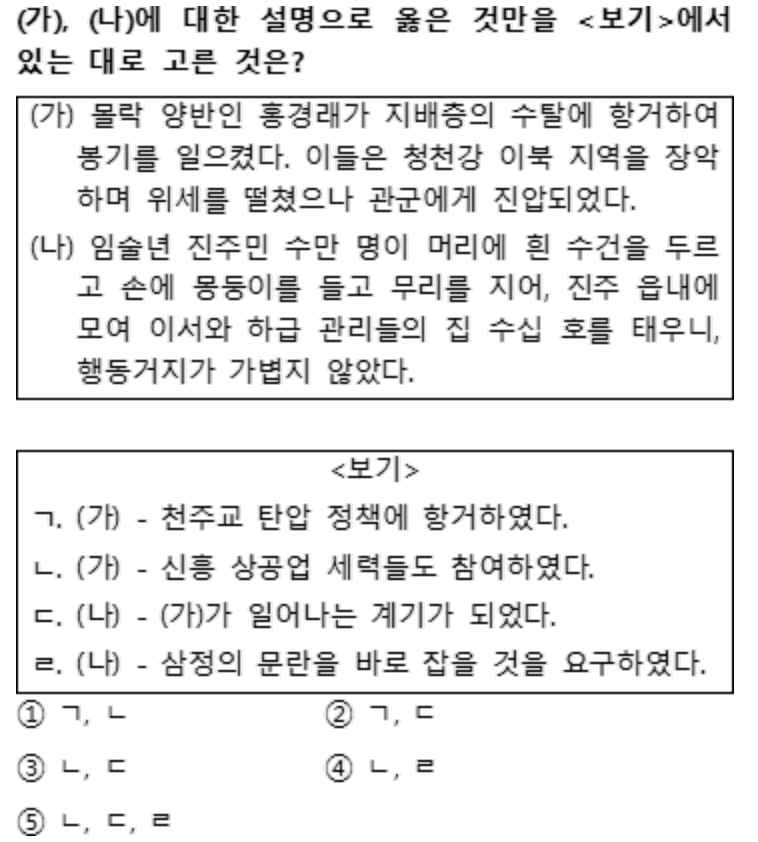 (가), (나)에 대한 설명으로 옳은 것만을 <보기>에서
있는 대로 고른 것은?
(가) 몰락 양반인 홍경래가 지배층의 수탈에 항거하여
봉기를 일으켰다. 이들은 청천강 이북 지역을 장악
하며 위세를 떨쳤으나 관군에게 진압되었다.
(나) 임술년 진주민 수만 명이 머리에 흰 수건을 두르
고 손에 몽둥이를 들고 무리를 지어, 진주 읍내에
모여 이서와 하급 관리들의 집 수십 호를 태우니,
행동거지가 가볍지 않았다.
<보기>
ㄱ. (가) - 천주교 탄압 정책에 항거하였다.
ㄴ. (가) - 신흥 상공업 세력들도 참여하였다.
ㄷ. (나) - (가)가 일어나는 계기가 되었다.
ㄹ. (나) - 삼정의 문란을 바로 잡을 것을 요구하였다.
① ㄱ, ㄴ ② ㄱ, ㄷ
③ ㄴ, ㄷ ④ ㄴ, ㄹ
⑤ ㄴ, ㄷ, ㄹ